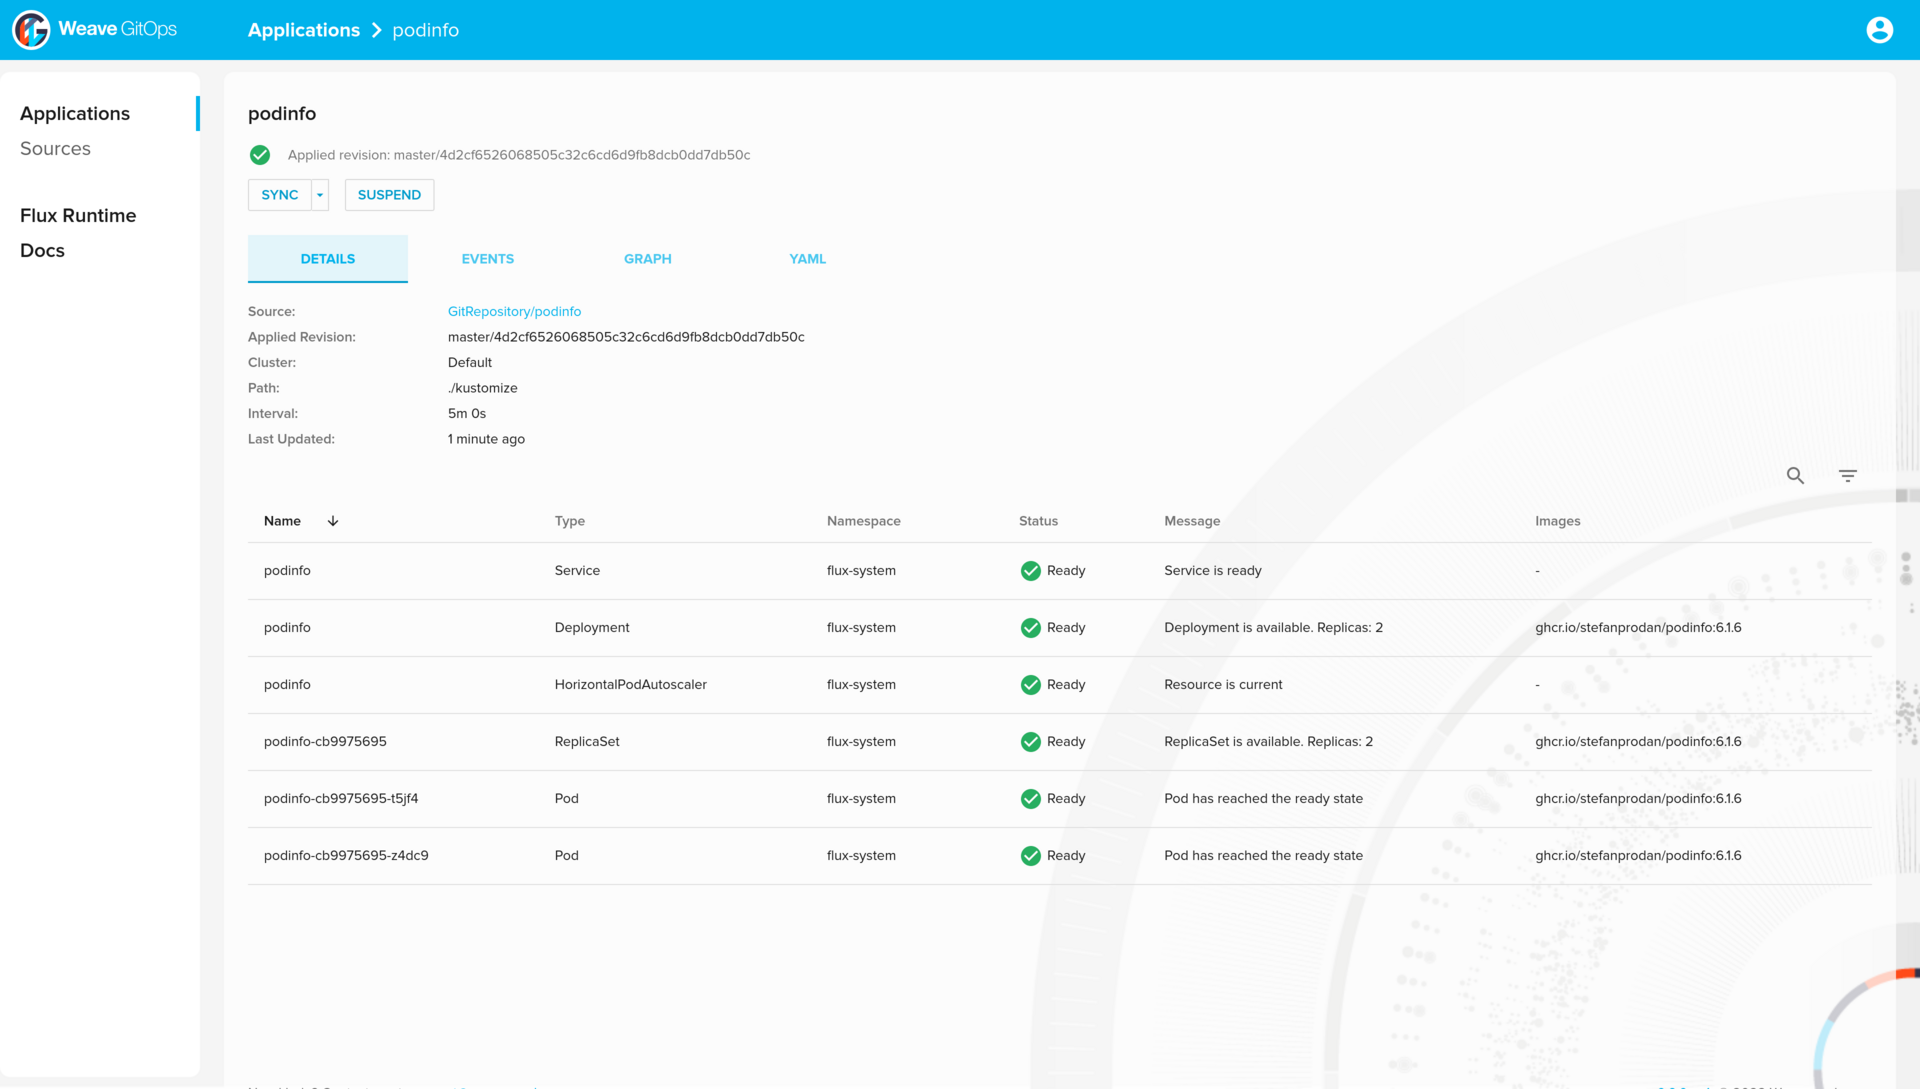 Weave GitOps
Applications > podinfo
Applications
Sources
Flux Runtime
Docs
podinfo
Applied revision: master/4d2cf6526068505c32c6cd6d9fb8dcb0dd7db50c
SYNC SUSPEND
DETAILS EVENTS GRAPH YAML
Source: GitRepository/podinfo
Applied Revision: master/4d2cf6526068505c32c6cd6d9fb8dcb0dd7db50c
Cluster: Default
Path: ./kustomize
Interval: 5m 0s
Last Updated: 1 minute ago
Name Type Namespace Status Message Images
podinfo Service flux-system Ready Service is ready -
podinfo Deployment flux-system Ready Deployment is available. Replicas: 2 ghcr.io/stefanprodan/podinfo:6.1.6
podinfo HorizontalPodAutoscaler flux-system Ready Resource is current -
podinfo-cb9975695 ReplicaSet flux-system Ready ReplicaSet is available. Replicas: 2 ghcr.io/stefanprodan/podinfo:6.1.6
podinfo-cb9975695-t5jf4 Pod flux-system Ready Pod has reached the ready state ghcr.io/stefanprodan/podinfo:6.1.6
podinfo-cb9975695-z4dc9 Pod flux-system Ready Pod has reached the ready state ghcr.io/stefanprodan/podinfo:6.1.6